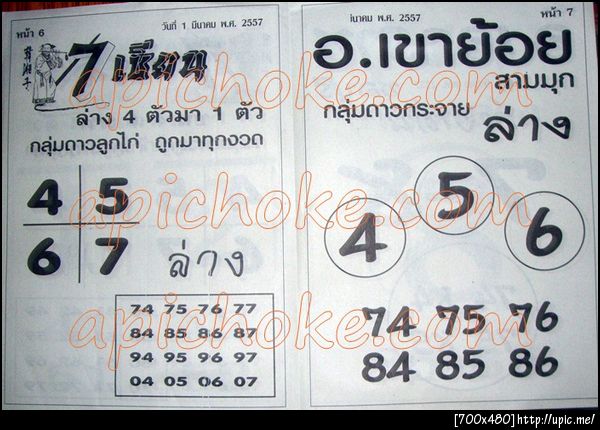 หน้า 6
วันที่ 1 มีนาคม พ.ศ. 2557
7 เซียน
ล่าง 4 ตัวมา 1 ตัว
กลุ่มดาวลูกไก่ ถูกมาทุกงวด
4 5
6 7
ล่าง
74 75 76 77
84 85 86 87
94 95 96 97
04 05 06 07
มีนาคม พ.ศ. 2557
หน้า 7
อ.เขาย้อย
สามมุก
กลุ่มดาวกระจาย ล่าง
4 5 6
74 75 76
84 85 86
apichoke.com
apichoke.com
apichoke.com
[700x480]http://upic.me/